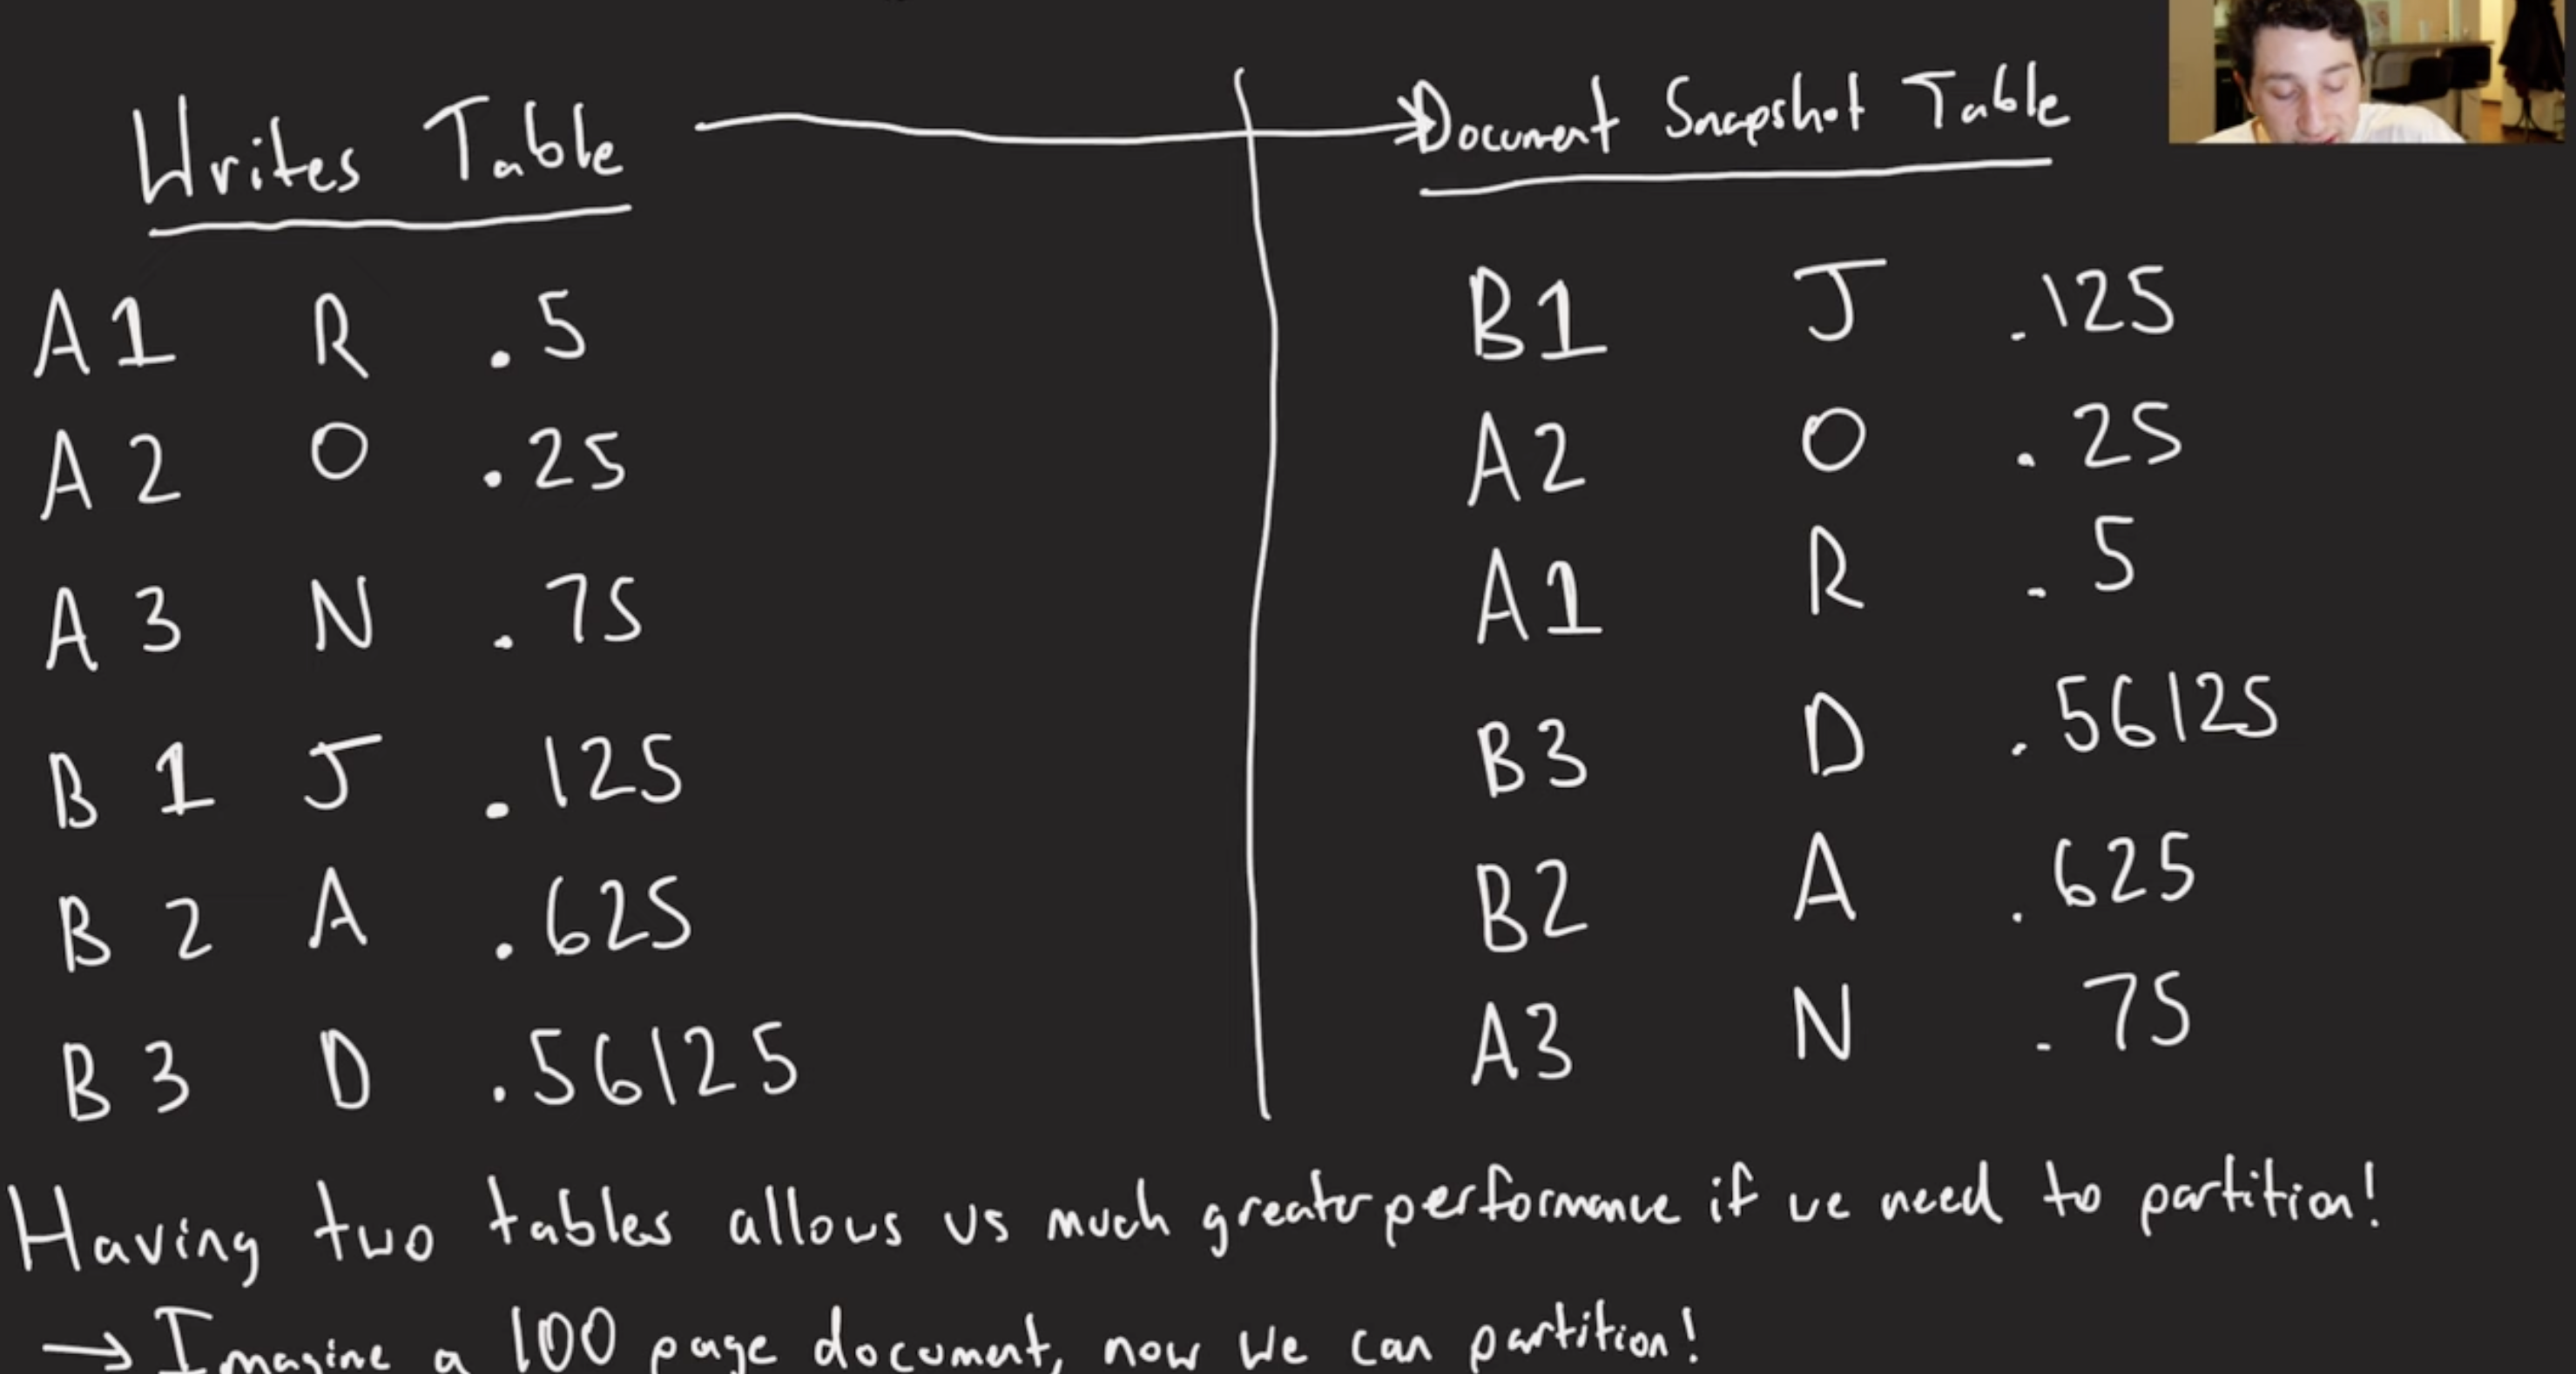 Writes Table → Document Snapshot Table
A1 R .5
A2 O .25
A3 N .75
B1 J .125
B2 A .625
B3 D .56125
B1 J .125
A2 O .25
A1 R .5
B3 D .56125
B2 A .625
A3 N .75
Having two tables allows us much greater performance if we need to partition!
→ Imagine a 100 page document, now we can partition!